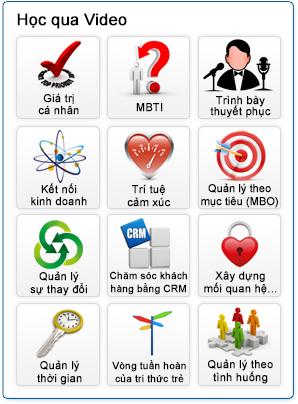 Học qua Video
TOP PRIORITIES
Giá trị
cá nhân
MBTI
Trình bày
thuyết phục
Kết nối
kinh doanh
Trí tuệ
cảm xúc
Quản lý theo
mục tiêu (MBO)
Quản lý
sự thay đổi
CRM
Chăm sóc khách
hàng bằng CRM
Xây dựng
mối quan hệ...
Quản lý
thời gian
Vòng tuần hoàn
của tri thức trẻ
Quản lý theo
tình huống